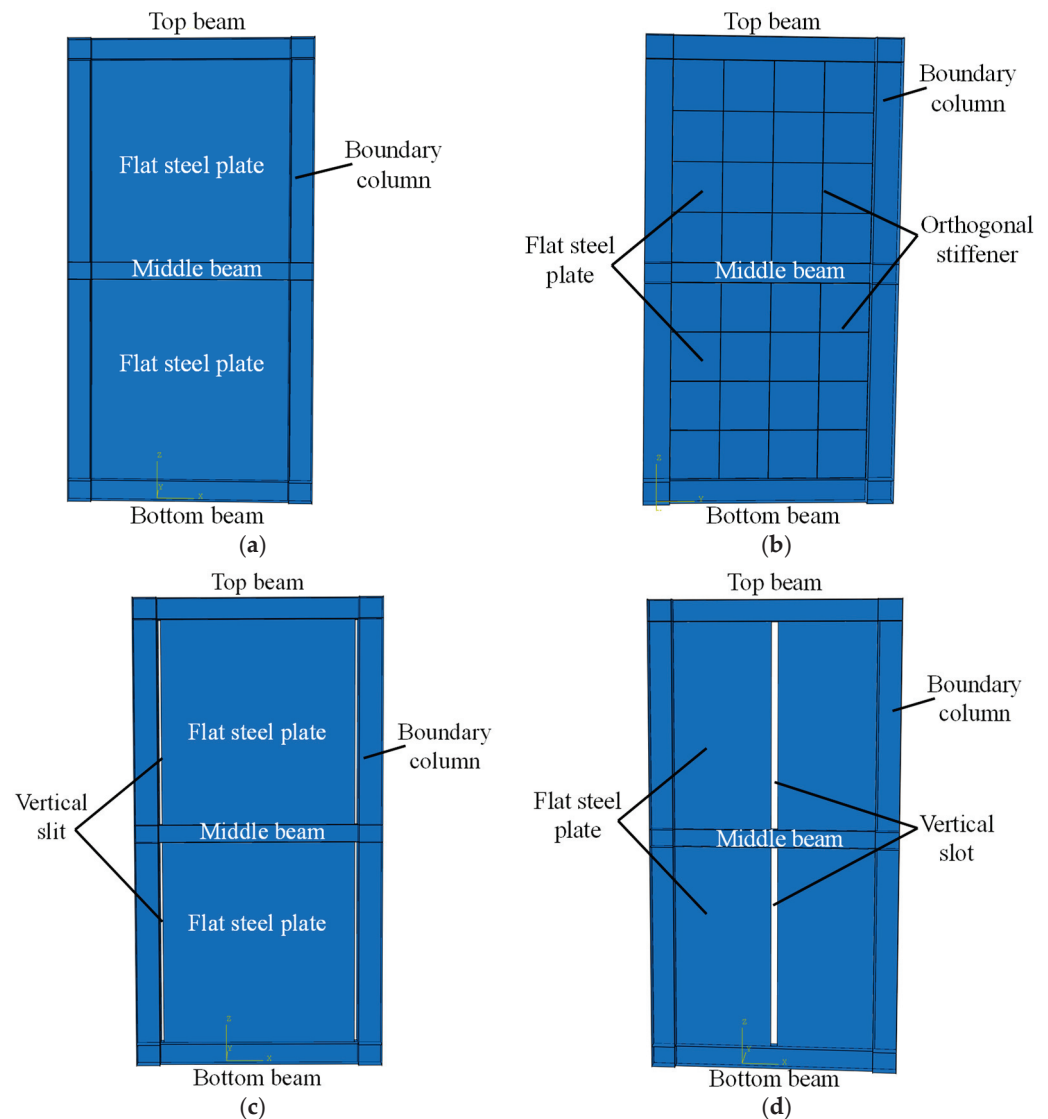 Top beam
Flat steel plate
Boundary
column
Middle beam
Flat steel plate
Z
Y
X
Bottom beam
(a)
Top beam
Boundary
column
Flat steel
plate
Orthogonal
stiffener
Middle beam
Z
Y
Bottom beam
(b)
Top beam
Flat steel plate
Boundary
column
Vertical
slit
Middle beam
Flat steel plate
Z
Y
X
Bottom beam
(c)
Top beam
Boundary
column
Flat steel
plate
Middle beam
Vertical
slot
Z
Y
X
Bottom beam
(d)